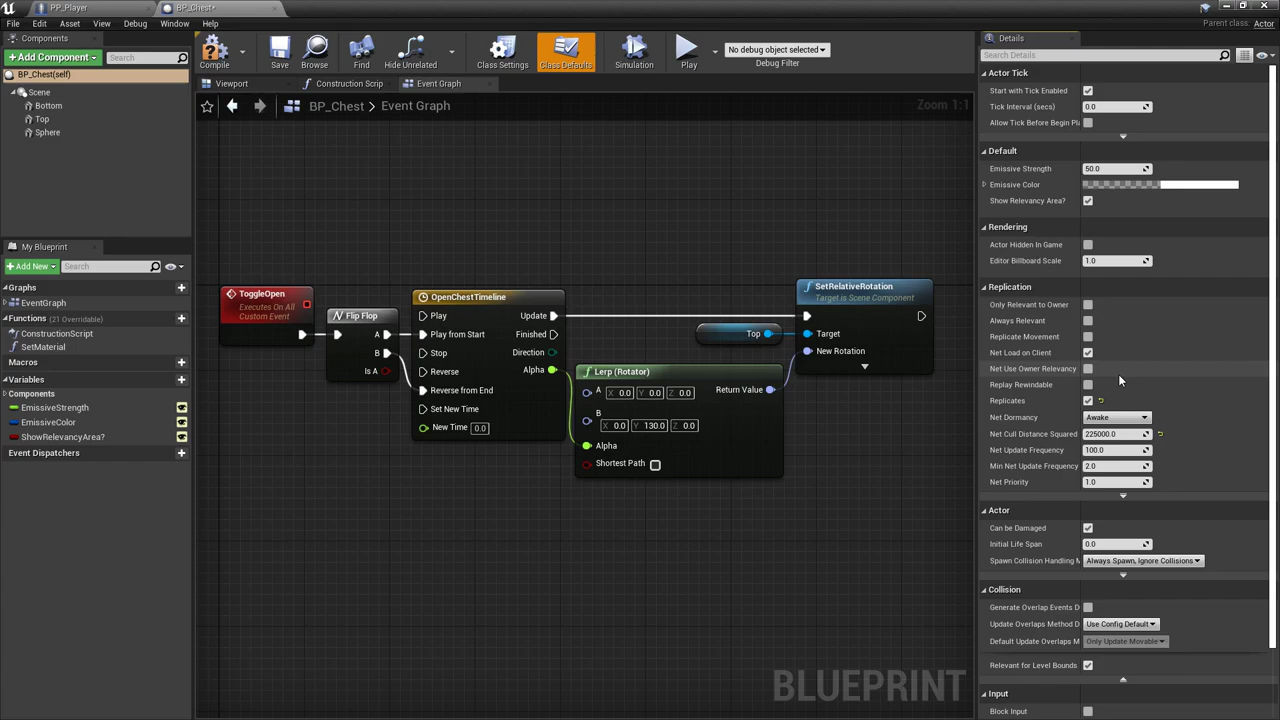 PP_Player
BP_Chest*
File
Edit
Asset
View
Debug
Window
Help
Parent class:
Actor
Components
+ Add Component
Search
BP_Chest(self)
Scene
Bottom
Top
Sphere
My Blueprint
+ Add New
Search
Graphs
EventGraph
Functions (21 Overridable)
ConstructionScript
SetMaterial
Macros
Variables
Components
EmissiveStrength
EmissiveColor
ShowRelevancyArea?
Event Dispatchers
Compile
Save
Browse
Find
Hide Unrelated
Class Settings
Class Defaults
Simulation
Play
No debug object selected
Debug Filter
Viewport
Construction Scrip
Event Graph
BP_Chest
Event Graph
Zoom 1:1
ToggleOpen
Executes On All
Custom Event
Flip Flop
A
B
Is A
OpenChestTimeline
Play
Update
Play from Start
Finished
Stop
Direction
Reverse
Alpha
Reverse from End
Set New Time
New Time 0.0
Lerp (Rotator)
A
Return Value
X 0.0 Y 0.0 Z 0.0
B
X 0.0 Y 130.0 Z 0.0
Alpha
Shortest Path
Top
SetRelativeRotation
Target is Scene Component
Target
New Rotation
BLUEPRINT
Details
Search Details
Actor Tick
Start with Tick Enabled
Tick Interval (secs) 0.0
Allow Tick Before Begin Pl
Default
Emissive Strength 50.0
Emissive Color
Show Relevancy Area?
Rendering
Actor Hidden In Game
Editor Billboard Scale 1.0
Replication
Only Relevant to Owner
Always Relevant
Replicate Movement
Net Load on Client
Net Use Owner Relevancy
Replay Rewindable
Replicates
Net Dormancy Awake
Net Cull Distance Squared 225000.0
Net Update Frequency 100.0
Min Net Update Frequency 2.0
Net Priority 1.0
Actor
Can be Damaged
Initial Life Span 0.0
Spawn Collision Handling M Always Spawn, Ignore Collisions
Collision
Generate Overlap Events D
Update Overlaps Method D Use Config Default
Default Update Overlaps M Only Update Movable
Relevant for Level Bounds
Input
Block Input